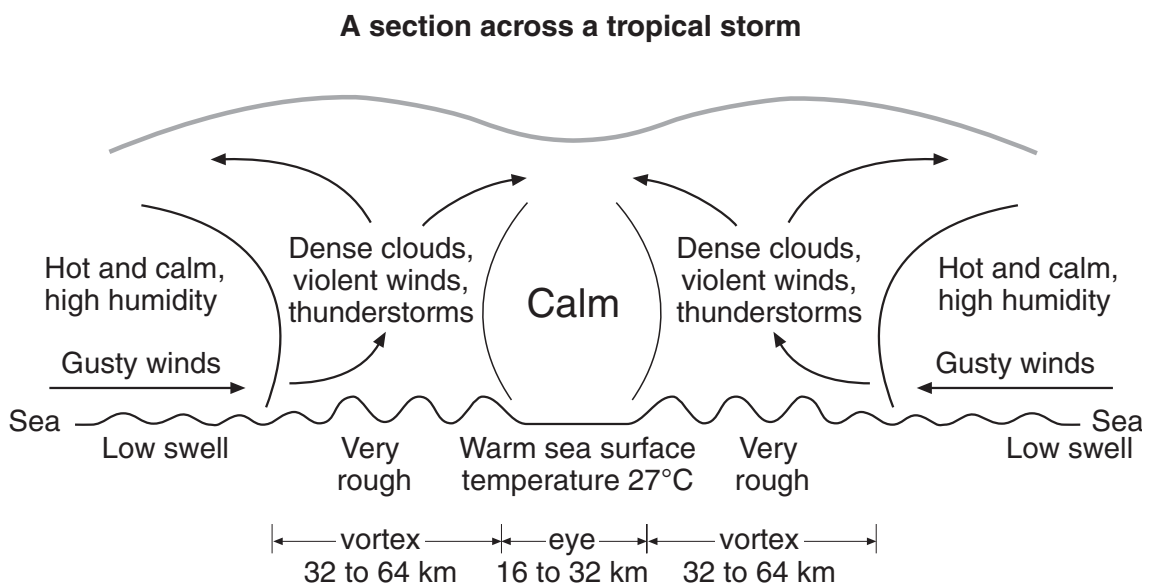 A section across a tropical storm
Hot and calm,
high humidity
Dense clouds,
violent winds,
thunderstorms
Calm
Dense clouds,
violent winds,
thunderstorms
Hot and calm,
high humidity
Gusty winds
Gusty winds
Sea
Sea
Low swell
Very
rough
Warm sea surface
temperature 27°C
Very
rough
Low swell
vortex
32 to 64 km
eye
16 to 32 km
vortex
32 to 64 km